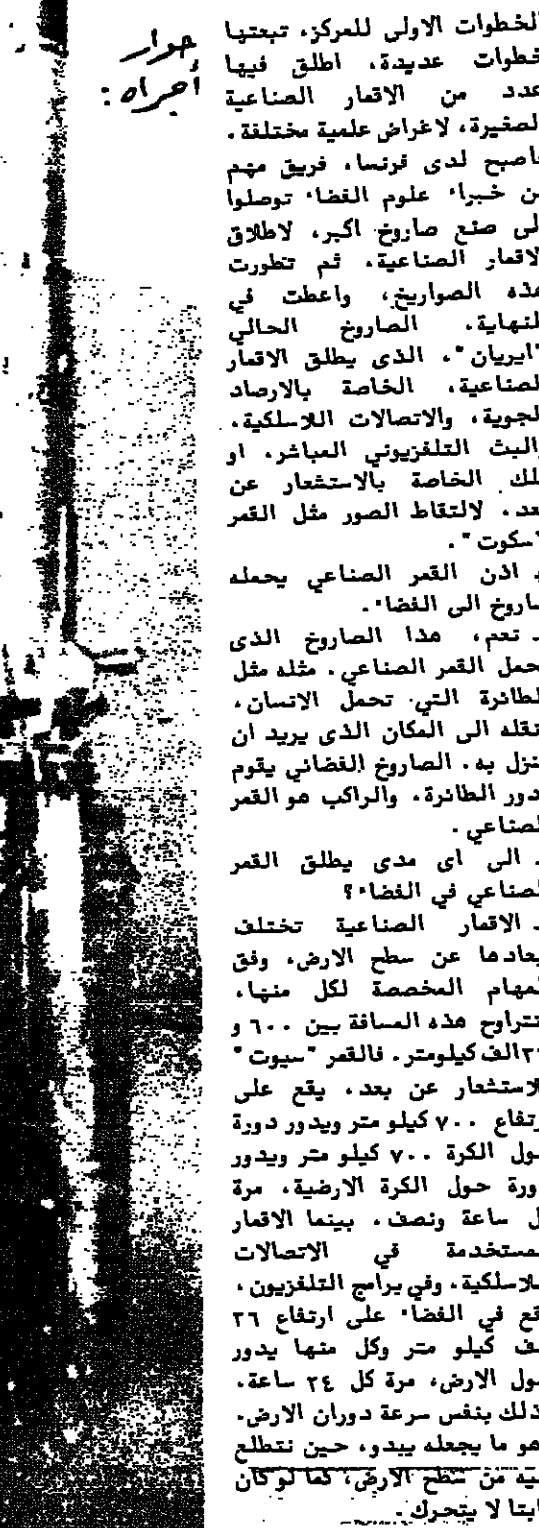 حوار
أجراه :
الخطوات الاولى للمركز، تبعتها
خطوات عديدة، اطلق فيها
عدد من الاقمار الصناعية
الصغيرة، لاغراض علمية مختلفة.
فاصبح لدى فرنسا، فريق مهم
من خبراء علوم الفضاء توصلوا
الى صنع صاروخ اكبر، لاطلاق
الاقمار الصناعية، ثم تطورت
هذه الصواريخ، واعطت في
النهاية، الصاروخ الحالي
"ايريان"، الذى يطلق الاقمار
الصناعية، الخاصة بالارصاد
الجوية، والاتصالات اللاسلكية،
والبث التلفزيوني المباشر، او
تلك الخاصة بالاستشعار عن
بعد، لالتقاط الصور مثل القمر
"سكوت".
ـ اذن القمر الصناعي يحمله
صاروخ الى الفضاء.
ـ نعم، هذا الصاروخ الذى
يحمل القمر الصناعي. مثله مثل
الطائرة التي تحمل الانسان،
تنقله الى المكان الذى يريد ان
ينزل به. الصاروخ الفضائي يقوم
بدور الطائرة، والراكب هو القمر
الصناعي.
ـ الى اى مدى يطلق القمر
الصناعي في الفضاء؟
ـ الاقمار الصناعية تختلف
ابعادها عن سطح الارض، وفق
المهام المخصصة لكل منها،
تتراوح هذه المسافة بين ٦٠٠ و
الف كيلومتر. فالقمر "سبوت"
للاستشعار عن بعد، يقع على
ارتفاع ٧٠٠ كيلو متر ويدور دورة
حول الكرة ٧٠٠ كيلو متر ويدور
دورة حول الكرة الارضية، مرة
كل ساعة ونصف. بينما الاقمار
المستخدمة في الاتصالات
اللاسلكية، وفي برامج التلفزيون،
تقع في الفضاء على ارتفاع ٣٦
الف كيلو متر وكل منها يدور
حول الارض، مرة كل ٢٤ ساعة،
وذلك بنفس سرعة دوران الارض.
وهو ما يجعله يبدو، حين نتطلع
اليه من سطح الارض، كما لو كان
ثابتا لا يتحرك.